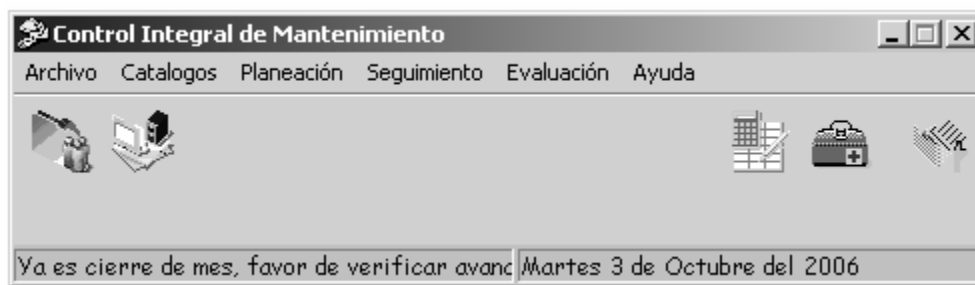 Control Integral de Mantenimiento
Archivo Catalogos Planeación Seguimiento Evaluación Ayuda
Ya es cierre de mes, favor de verificar avanc Martes 3 de Octubre del 2006